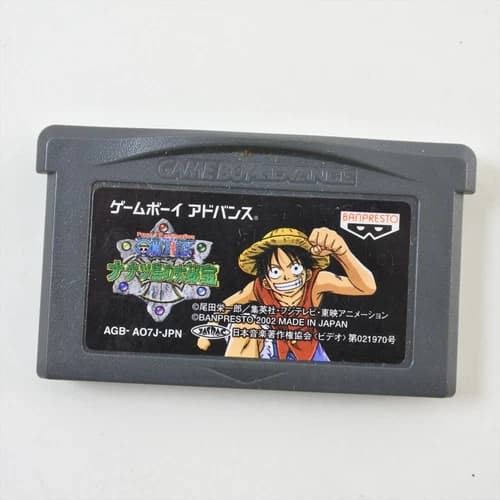 GAME BOY ADVANCE
ゲームボーイ アドバンス®
BANPRESTO
ナナツ島の大秘宝
©尾田栄一郎／集英社・フジテレビ・東映アニメーション
©BANPRESTO 2002 MADE IN JAPAN
AGB-AO7J-JPN
JASRAC
日本音楽著作権協会〈ビデオ〉第021970号